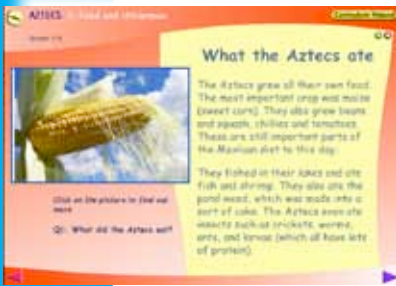 AZTECS
Food and
What the Aztecs ate
The Aztecs grew all their own food.
The most important crop was maize
(sweet corn). They also grew beans
and squash, chillies and tomatoes.
These are still important parts of
the Mexican diet to this day.
They fished in their lakes and ate
fish and shrimp. They also ate the
pond weed, which was made into a
sort of cake. The Aztecs even ate
insects such as crickets, worms,
ants, and larvae (which all have lots
of protein).
Click on the picture to find out
more
Q1: What did the Aztecs eat?